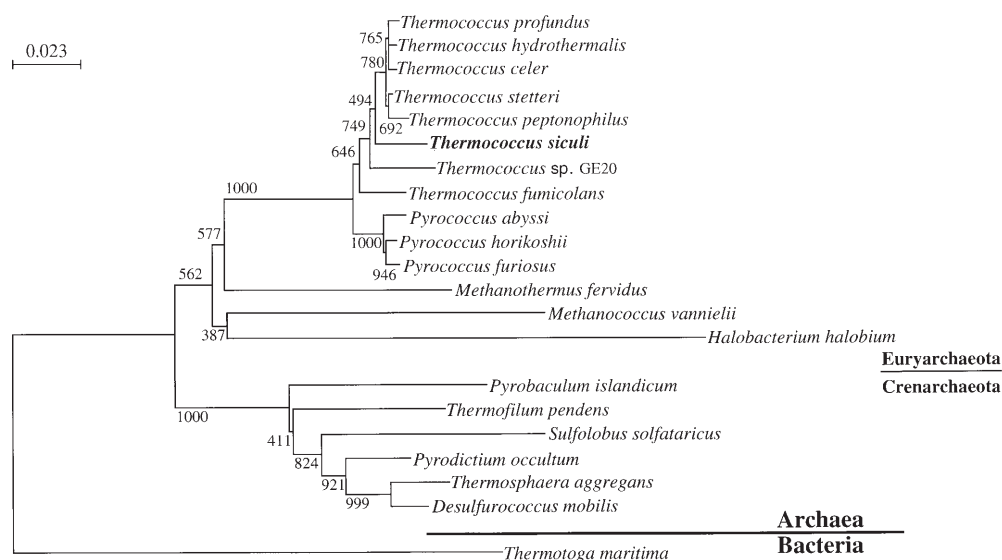 Thermococcus profundus
765
Thermococcus hydrothermalis
0.023
780
Thermococcus celer
494
Thermococcus stetteri
749
692
Thermococcus peptonophilus
646
Thermococcus siculi
Thermococcus sp. GE20
1000
Thermococcus fumicolans
Pyrococcus abyssi
577
1000
Pyrococcus horikoshii
946
Pyrococcus furiosus
562
Methanothermus fervidus
Methanococcus vannielii
387
Halobacterium halobium
Euryarchaeota
Crenarchaeota
Pyrobaculum islandicum
1000
Thermofilum pendens
411
Sulfolobus solfataricus
824
Pyrodictium occultum
921
Thermosphaera aggregans
999
Desulfurococcus mobilis
Archaea
Bacteria
Thermotoga maritima